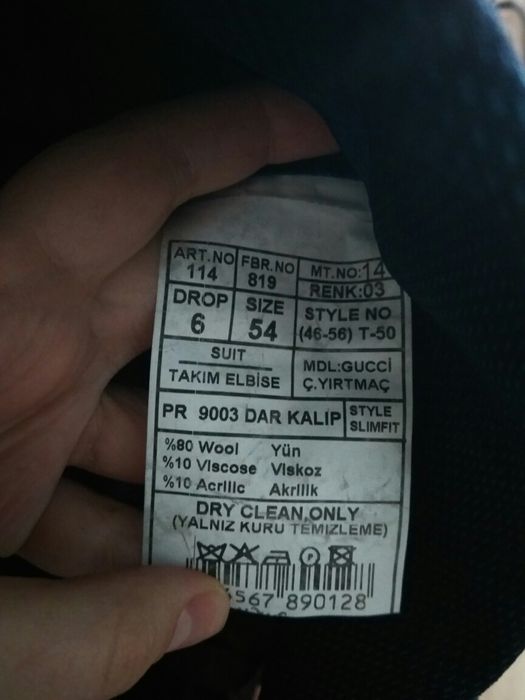 ART.NO FBR.NO MT.NO:14
114 819 RENK:03
DROP SIZE STYLE NO
6 54 (46-56) T-50
SUIT MDL:GUCCI
TAKIM ELBİSE Ç.YIRTMAÇ
PR 9003 DAR KALIP STYLE SLIMFIT
%80 Wool Yün
%10 Viscose Viskoz
%10 Acrilic Akrilik
DRY CLEAN ONLY
(YALNIZ KURU TEMİZLEME)
4567 890128